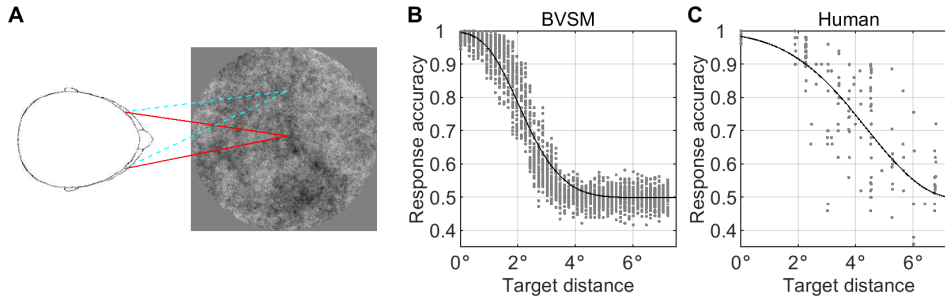 A
B
BVSM
Response accuracy
1
0.9
0.8
0.7
0.6
0.5
0.4
0°
2°
4°
6°
Target distance
C
Human
Response accuracy
1
0.9
0.8
0.7
0.6
0.5
0.4
0°
2°
4°
6°
Target distance